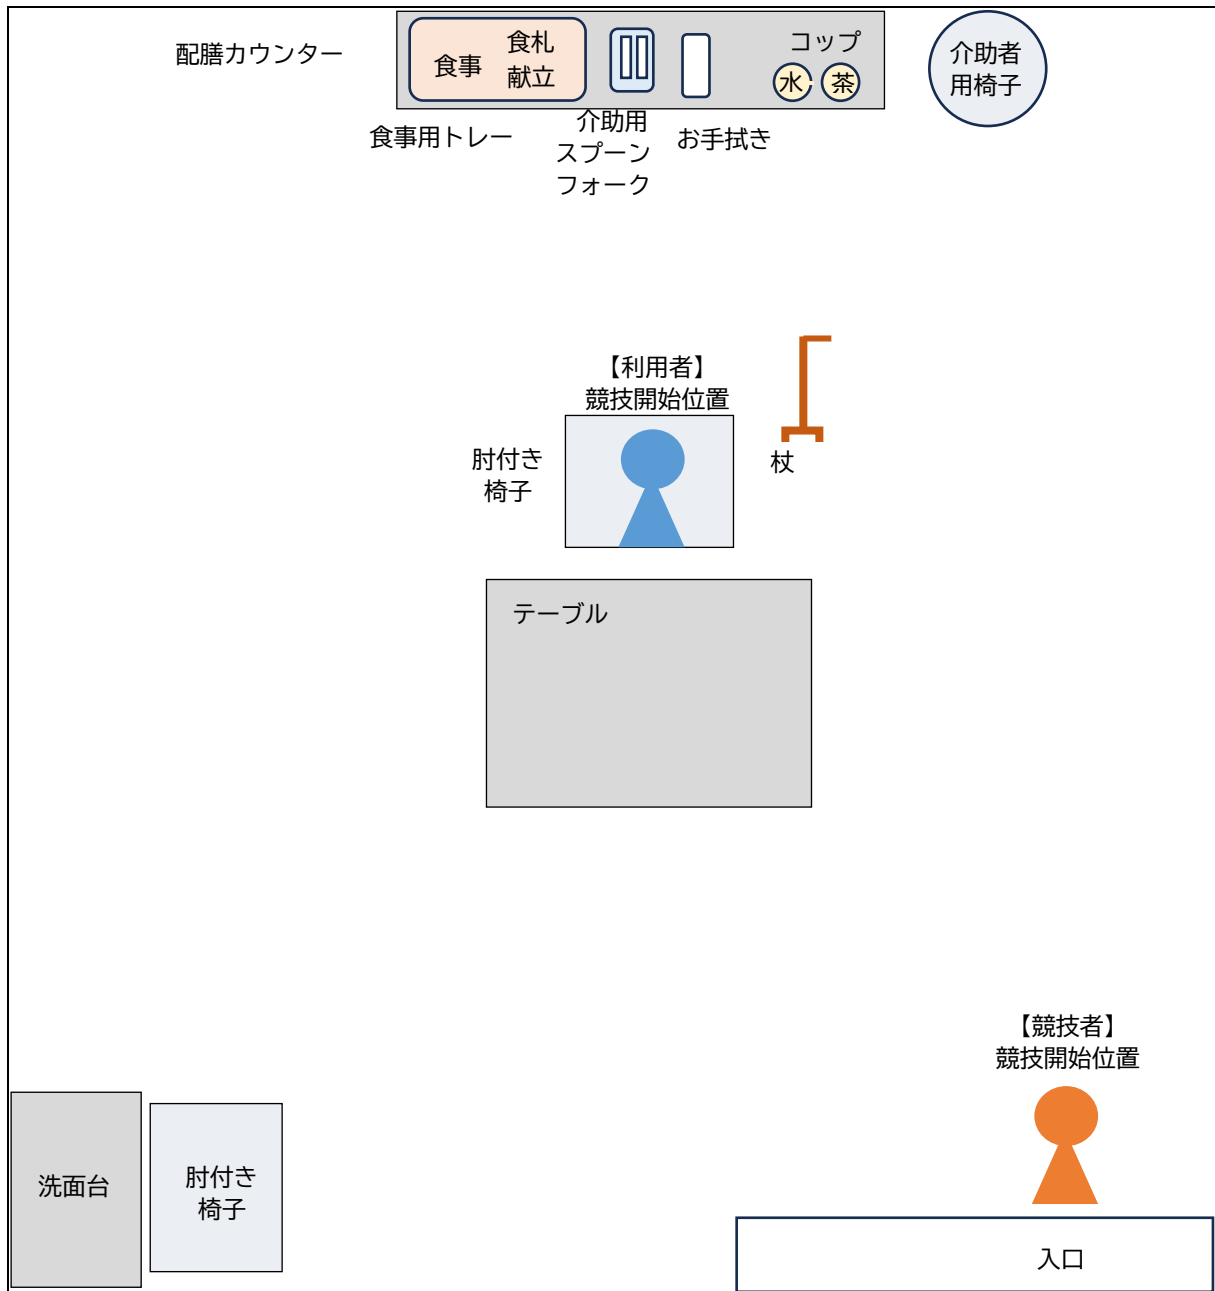 配膳カウンター
食事
食札
献立
コップ
水
茶
介助者
用椅子
食事用トレー
介助用
スプーン
フォーク
お手拭き
【利用者】
競技開始位置
肘付き
椅子
杖
テーブル
【競技者】
競技開始位置
洗面台
肘付き
椅子
入口